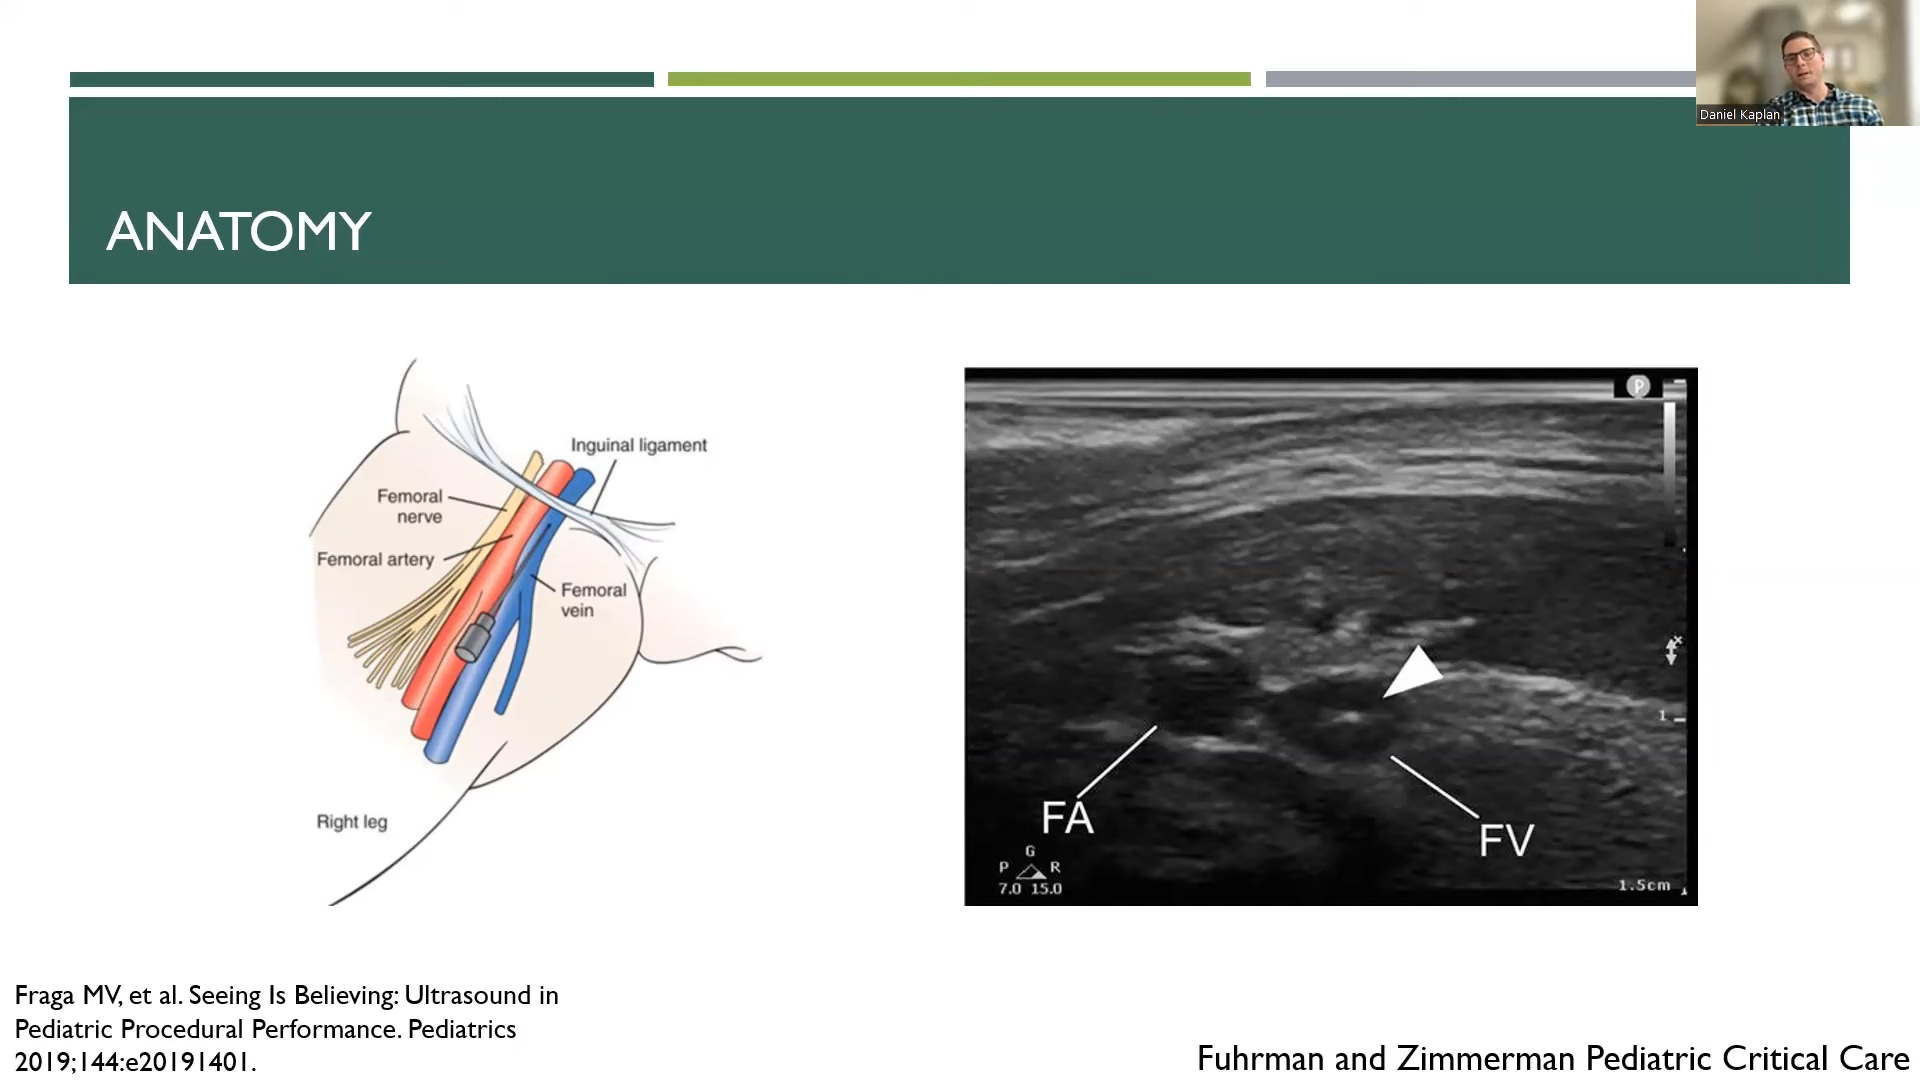 Daniel Kaplan
ANATOMY
Inguinal ligament
Femoral
nerve
Femoral artery
Femoral
vein
Right leg
P
FA
FV
G
P R
7.0 15.0
1
x
1.5cm
Fraga MV, et al. Seeing Is Believing: Ultrasound in
Pediatric Procedural Performance. Pediatrics
2019;144:e20191401.
Fuhrman and Zimmerman Pediatric Critical Care